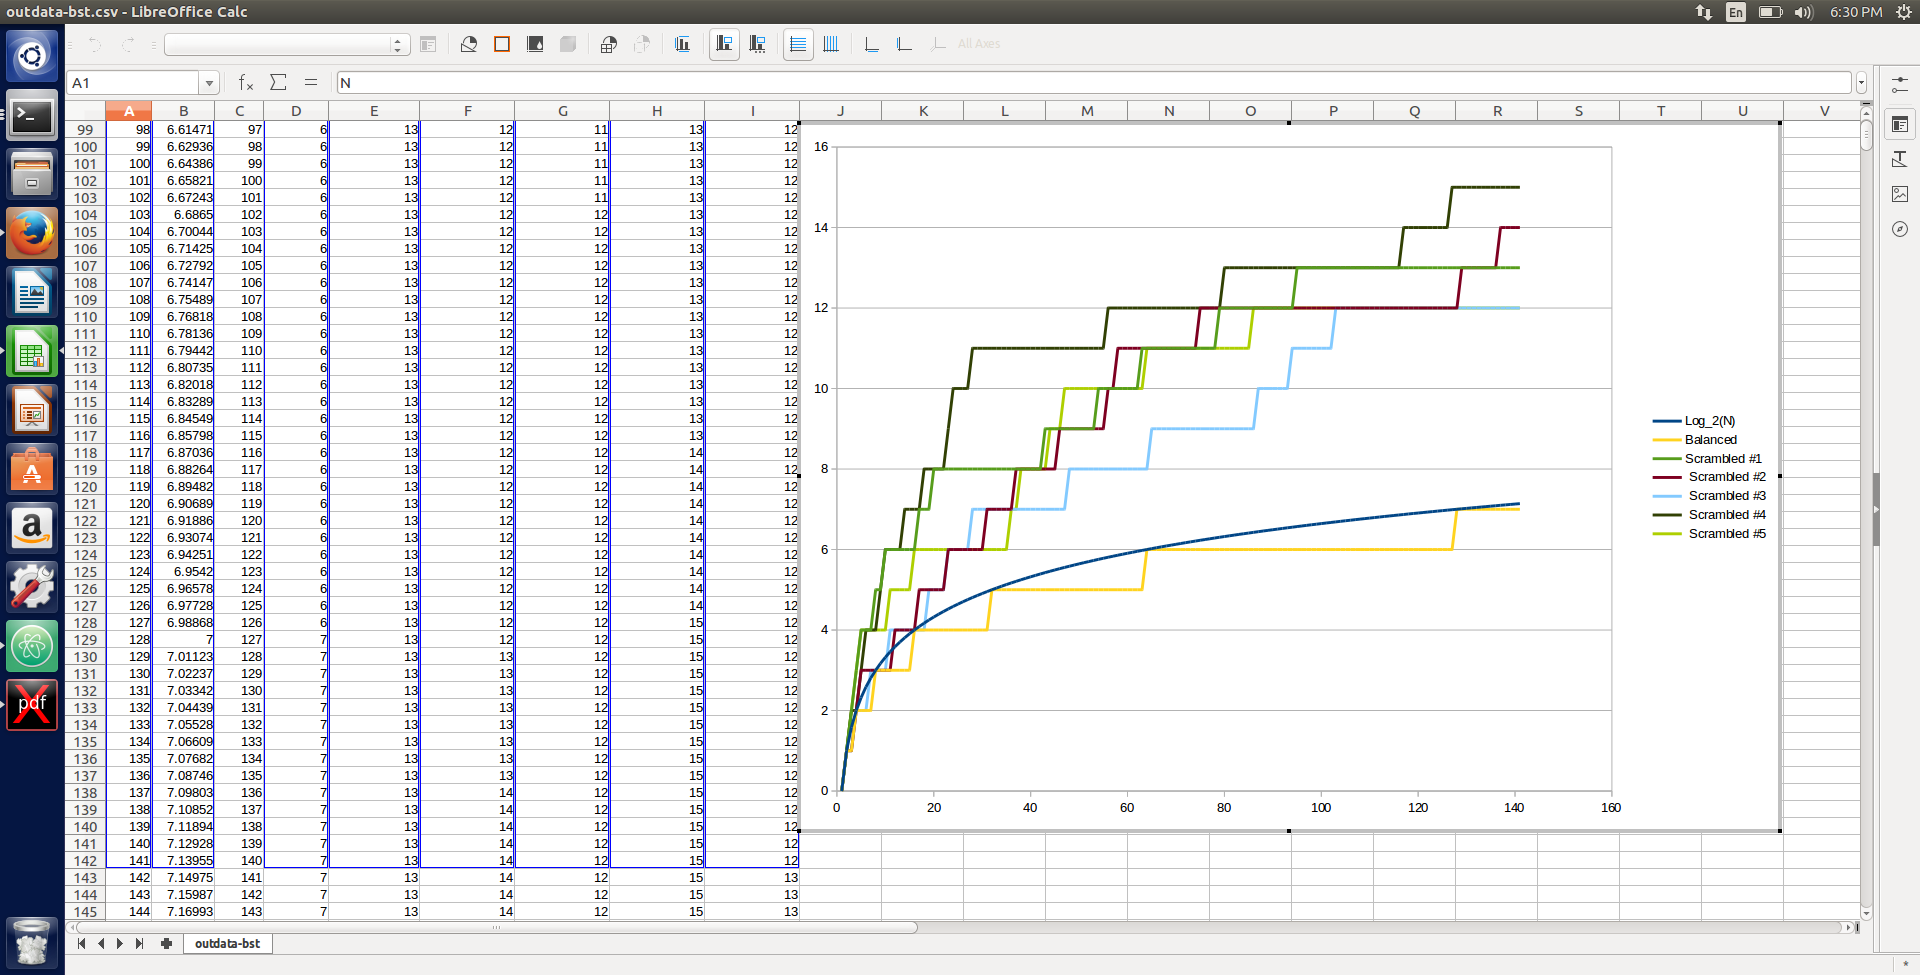 outdata-bst.csv - LibreOffice Calc En 6:30 PM
All Axes
A1 N
A B C D E F G H I J K L M N O P Q R S T U V
99 98 6.61471 97 6 13 12 11 13 12
100 99 6.62936 98 6 13 12 11 13 12
101 100 6.64386 99 6 13 12 11 13 12
102 101 6.65821 100 6 13 12 11 13 12
103 102 6.67243 101 6 13 12 11 13 12
104 103 6.6865 102 6 13 12 12 13 12
105 104 6.70044 103 6 13 12 12 13 12
106 105 6.71425 104 6 13 12 12 13 12
107 106 6.72792 105 6 13 12 12 13 12
108 107 6.74147 106 6 13 12 12 13 12
109 108 6.75489 107 6 13 12 12 13 12
110 109 6.76818 108 6 13 12 12 13 12
111 110 6.78136 109 6 13 12 12 13 12
112 111 6.79442 110 6 13 12 12 13 12
113 112 6.80735 111 6 13 12 12 13 12
114 113 6.82018 112 6 13 12 12 13 12
115 114 6.83289 113 6 13 12 12 13 12
116 115 6.84549 114 6 13 12 12 13 12
117 116 6.85798 115 6 13 12 12 13 12
118 117 6.87036 116 6 13 12 12 14 12
119 118 6.88264 117 6 13 12 12 14 12
120 119 6.89482 118 6 13 12 12 14 12
121 120 6.90689 119 6 13 12 12 14 12
122 121 6.91886 120 6 13 12 12 14 12
123 122 6.93074 121 6 13 12 12 14 12
124 123 6.94251 122 6 13 12 12 14 12
125 124 6.9542 123 6 13 12 12 14 12
126 125 6.96578 124 6 13 12 12 14 12
127 126 6.97728 125 6 13 12 12 14 12
128 127 6.98868 126 6 13 12 12 15 12
129 128 7 127 7 13 12 12 15 12
130 129 7.01123 128 7 13 13 12 15 12
131 130 7.02237 129 7 13 13 12 15 12
132 131 7.03342 130 7 13 13 12 15 12
133 132 7.04439 131 7 13 13 12 15 12
134 133 7.05528 132 7 13 13 12 15 12
135 134 7.06609 133 7 13 13 12 15 12
136 135 7.07682 134 7 13 13 12 15 12
137 136 7.08746 135 7 13 13 12 15 12
138 137 7.09803 136 7 13 14 12 15 12
139 138 7.10852 137 7 13 14 12 15 12
140 139 7.11894 138 7 13 14 12 15 12
141 140 7.12928 139 7 13 14 12 15 12
142 141 7.13955 140 7 13 14 12 15 12
143 142 7.14975 141 7 13 14 12 15 13
144 143 7.15987 142 7 13 14 12 15 13
145 144 7.16993 143 7 13 14 12 15 13
16
14
12
10
8
6
4
2
0
0 20 40 60 80 100 120 140 160
Log_2(N)
Balanced
Scrambled #1
Scrambled #2
Scrambled #3
Scrambled #4
Scrambled #5
pdf
outdata-bst